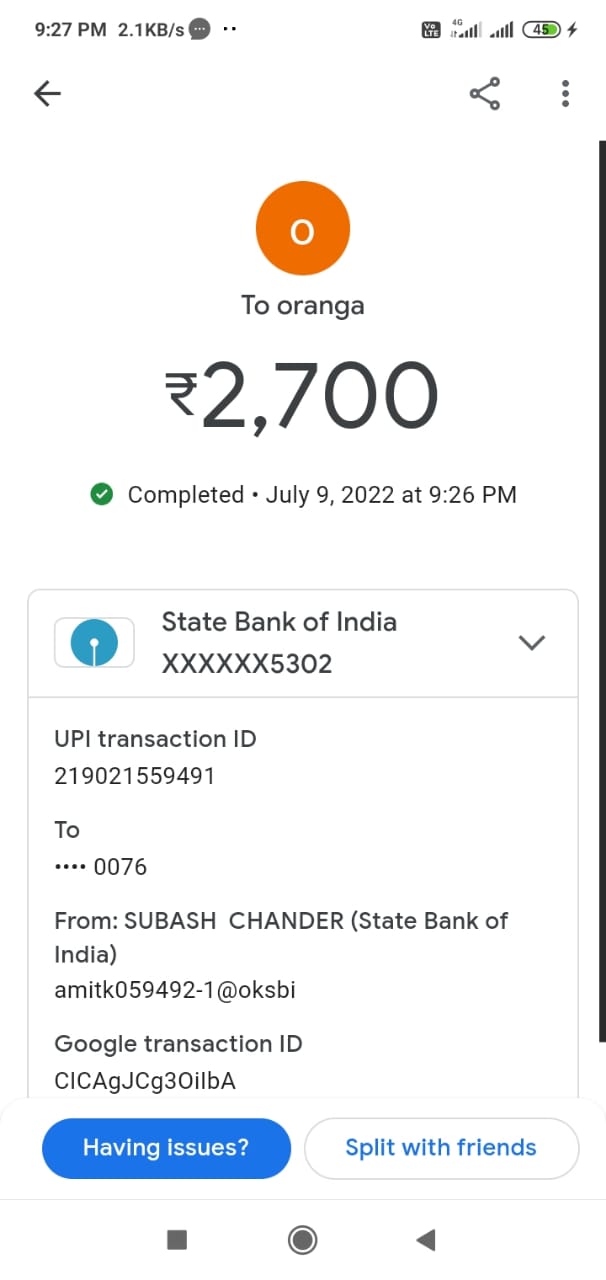 9:27 PM 2.1KB/s
Vo LTE 4G 45
O
To oranga
₹2,700
Completed • July 9, 2022 at 9:26 PM
State Bank of India
XXXXXX5302
UPI transaction ID
219021559491
To
•••• 0076
From: SUBASH CHANDER (State Bank of
India)
amitk059492-1@oksbi
Google transaction ID
CICAgJCg3OilbA
Having issues?
Split with friends